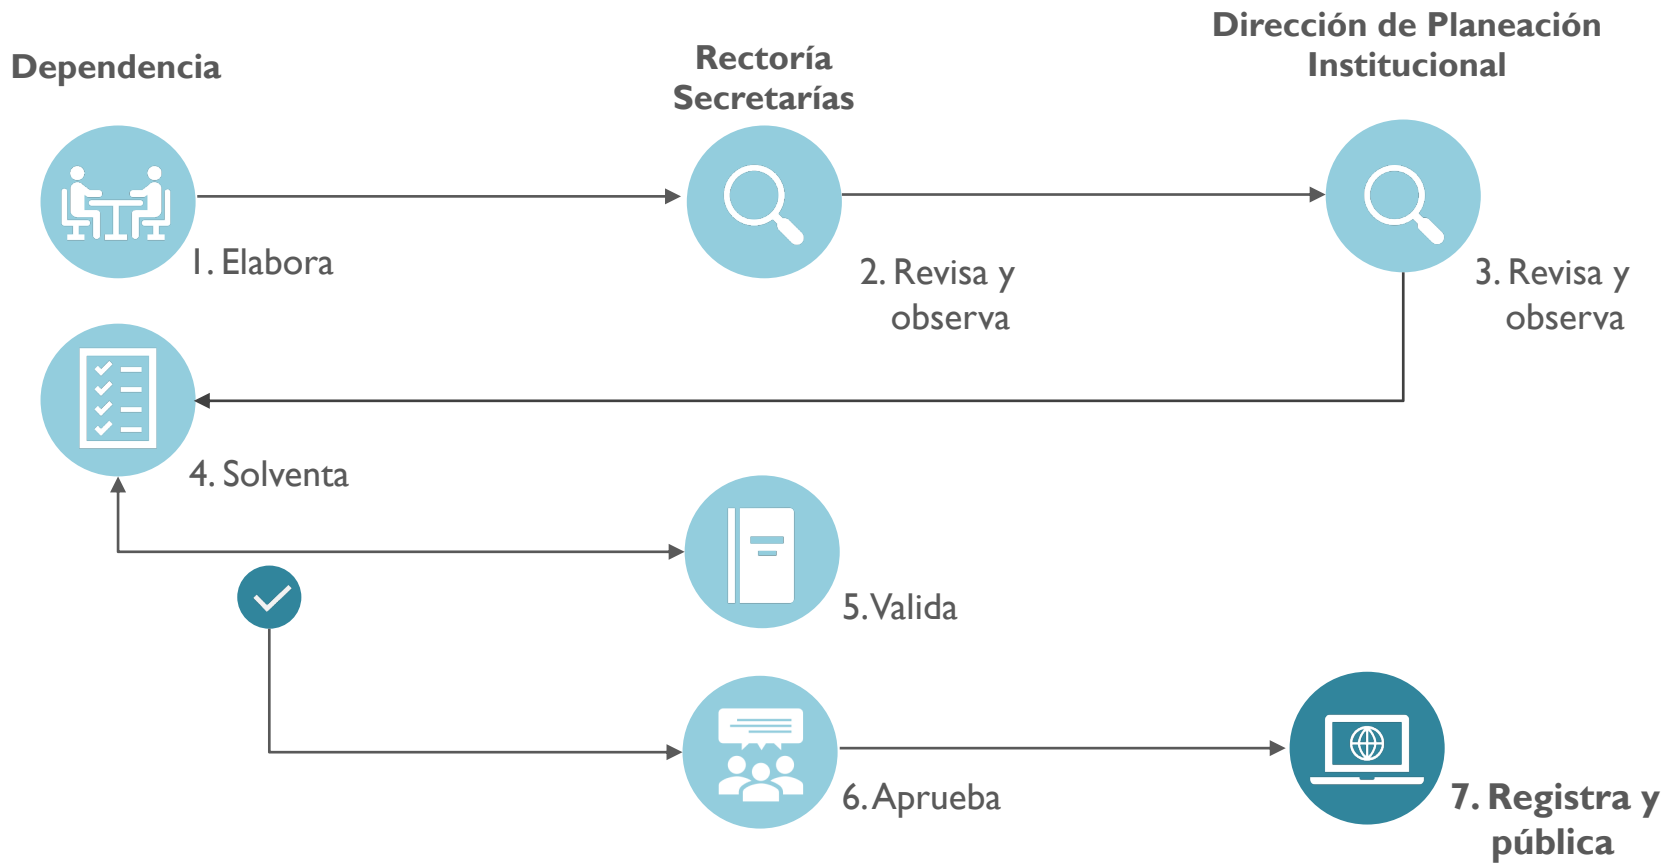 Dependencia
Rectoría
Secretarías
Dirección de Planeación
Institucional
1. Elabora
2. Revisa y
observa
3. Revisa y
observa
4. Solventa
5. Valida
6. Aprueba
7. Registra y
pública